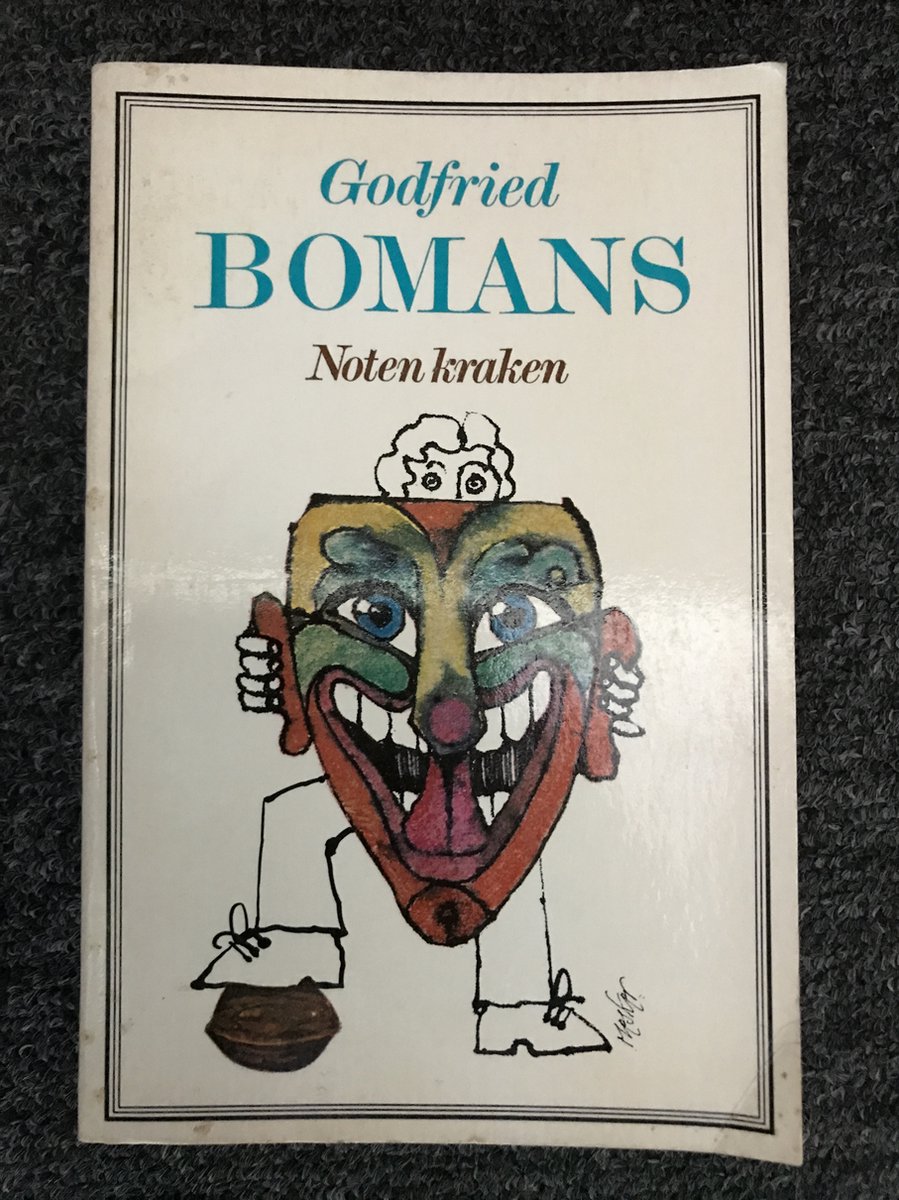 Godfried
BOMANS
Noten kraken